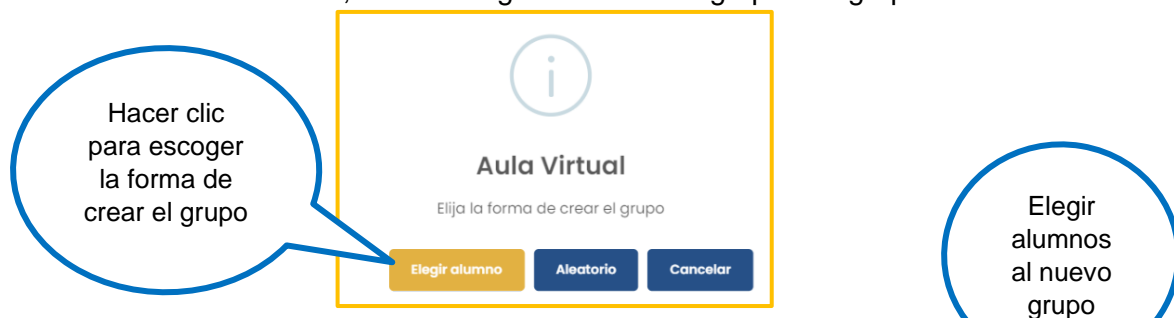 Hacer clic
para escoger
la forma de
crear el grupo
i
Aula Virtual
Elija la forma de crear el grupo
Elegir alumno Aleatorio Cancelar
Elegir
alumnos
al nuevo
grupo